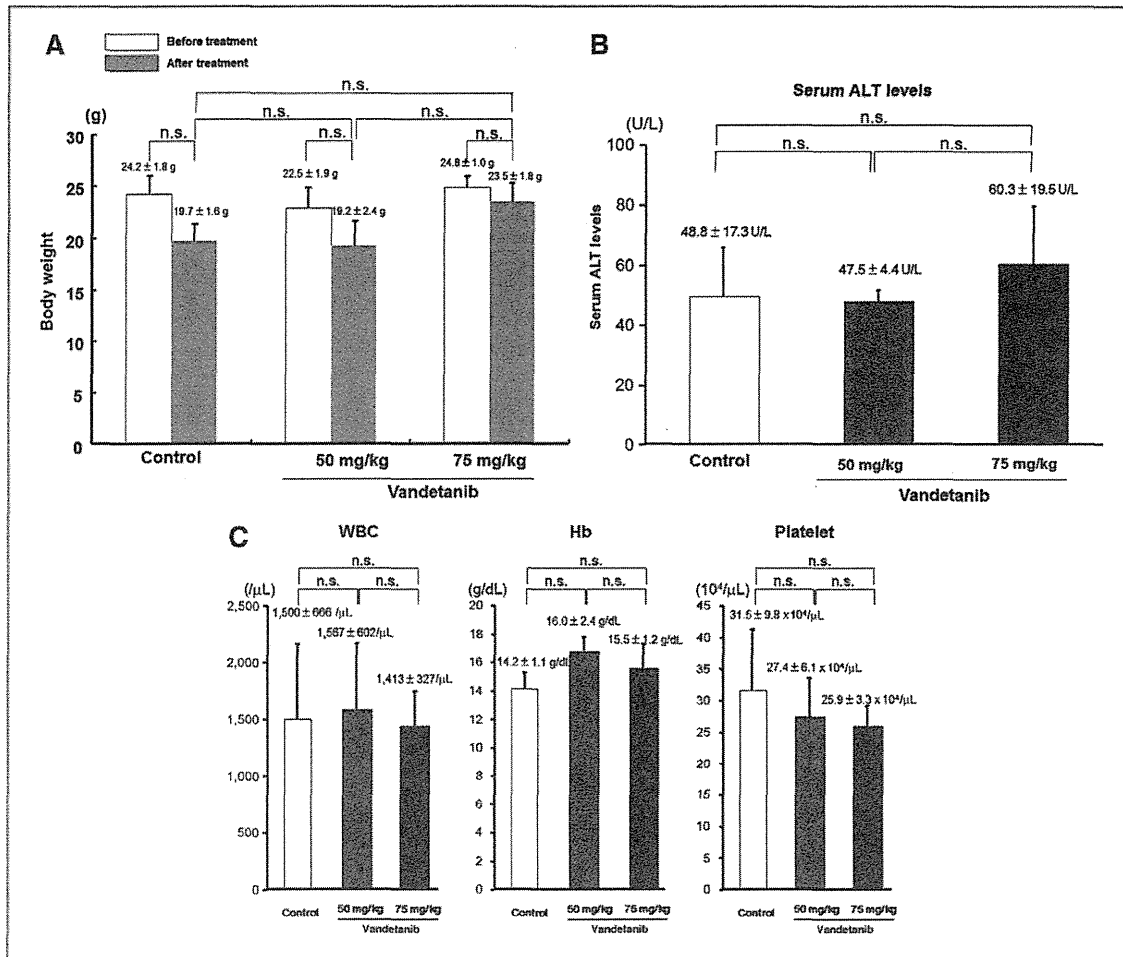 A
Before treatment
After treatment
n.s.
n.s.
n.s.
n.s.
n.s.
n.s.
(g)
30
25
20
15
10
5
0
Body weight
24.2 ± 1.8 g
19.7 ± 1.6 g
22.5 ± 1.9 g
19.2 ± 2.4 g
24.8 ± 1.0 g
23.5 ± 1.8 g
Control
50 mg/kg
75 mg/kg
Vandetanib
B
Serum ALT levels
(U/L)
n.s.
n.s.
n.s.
100
80
60
40
20
0
Serum ALT levels
48.8 ± 17.3 U/L
47.5 ± 4.4 U/L
60.3 ± 19.5 U/L
Control
50 mg/kg
75 mg/kg
Vandetanib
C
WBC
n.s.
n.s.
n.s.
(/μL)
2,500
2,000
1,500
1,000
500
0
1,500 ± 666 /μL
1,567 ± 602/μL
1,413 ± 327/μL
Control
50 mg/kg
75 mg/kg
Vandetanib
Hb
n.s.
n.s.
n.s.
(g/dL)
20
18
16
14
12
10
8
6
4
2
0
14.2 ± 1.1 g/dL
16.0 ± 2.4 g/dL
15.5 ± 1.2 g/dL
Control
50 mg/kg
75 mg/kg
Vandetanib
Platelet
n.s.
n.s.
n.s.
(10⁴/μL)
45
40
35
30
25
20
15
10
5
0
31.5 ± 9.8 x10⁴/μL
27.4 ± 6.1 x 10⁴/μL
25.9 ± 3.3 x 10⁴/μL
Control
50 mg/kg
75 mg/kg
Vandetanib